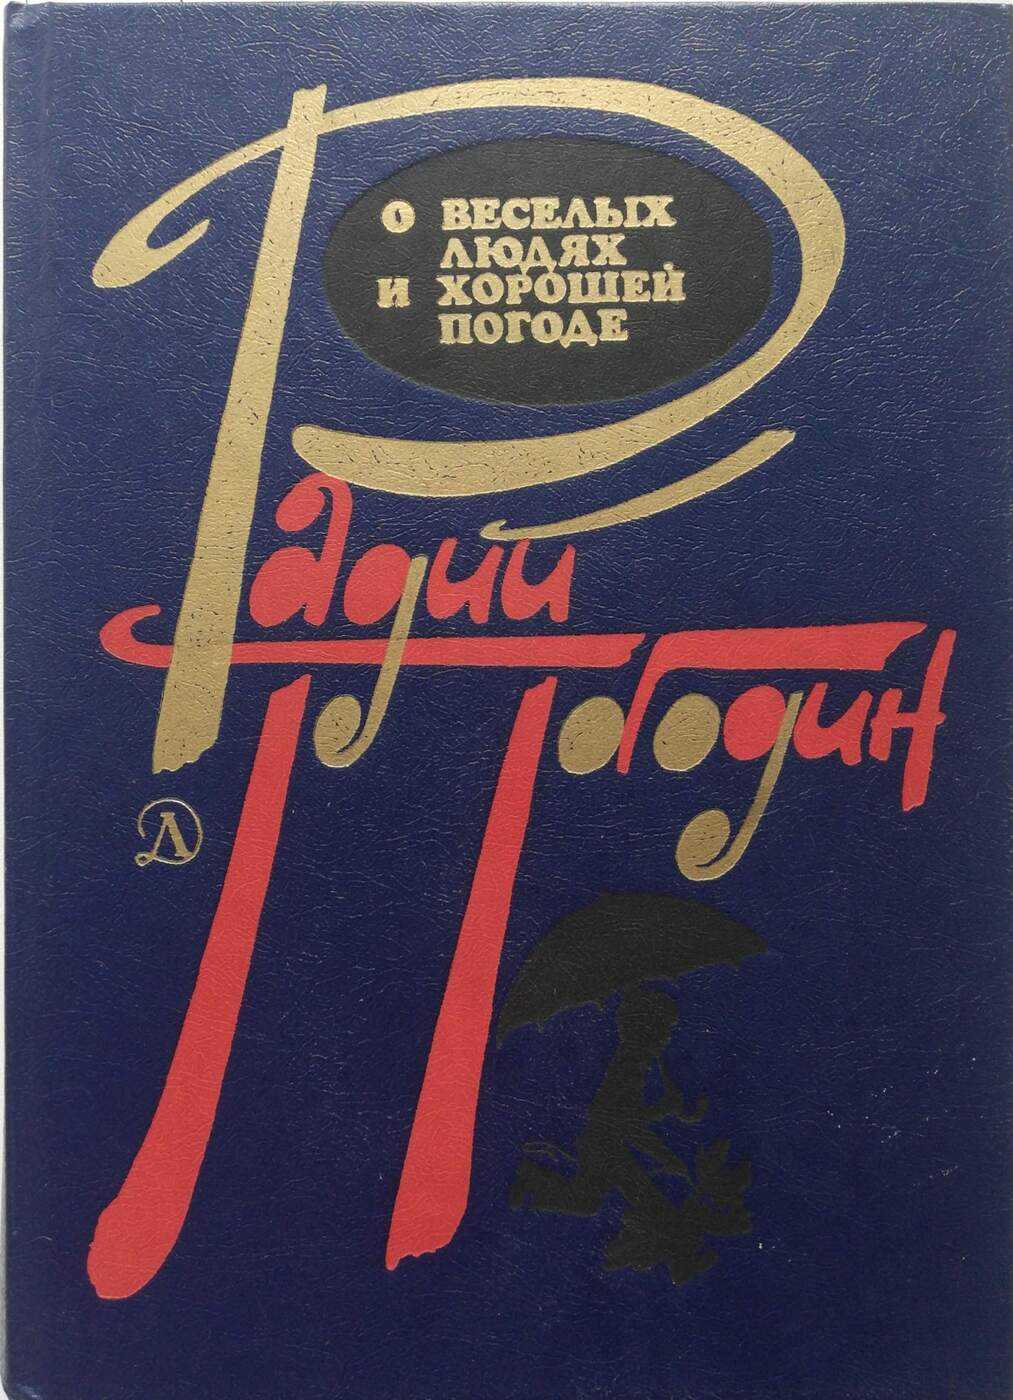 О ВЕСЕЛЫХ
ЛЮДЯХ
И ХОРОШЕЙ
ПОГОДЕ
Радий
Погодин
Д